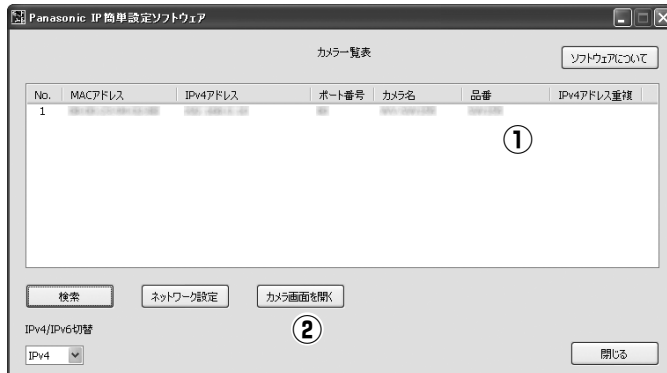 Panasonic IP簡単設定ソフトウェア
カメラ一覧表
ソフトウェアについて
No. MACアドレス IPv4アドレス ポート番号 カメラ名 品番 IPv4アドレス重複
1
①
検索 ネットワーク設定 カメラ画面を開く
②
IPv4/IPv6切替
IPv4 閉じる